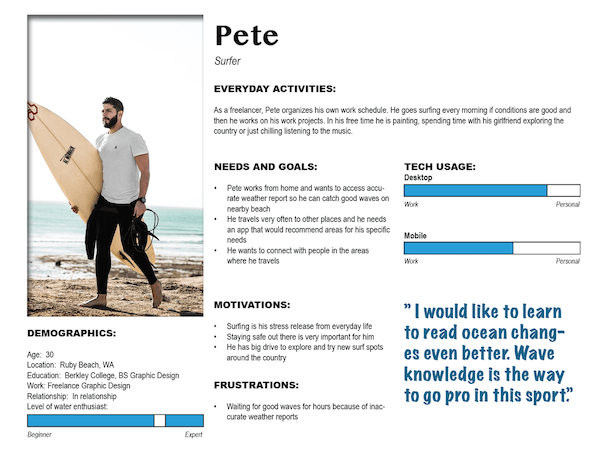 Pete
Surfer
EVERYDAY ACTIVITIES:
As a freelancer, Pete organizes his own work schedule. He goes surfing every morning if conditions are good and
then he works on his work projects. In his free time he is painting, spending time with his girlfriend exploring the
country or just chilling listening to the music.
NEEDS AND GOALS:
• Pete works from home and wants to access accu-
rate weather report so he can catch good waves on
nearby beach
• He travels very often to other places and he needs
an app that would recommend areas for his specific
needs
• He wants to connect with people in the areas
where he travels
TECH USAGE:
Desktop
Work Personal
Mobile
Work Personal
MOTIVATIONS:
• Surfing is his stress release from everyday life
• Staying safe out there is very important for him
• He has big drive to explore and try new surf spots
around the country
FRUSTRATIONS:
• Waiting for good waves for hours because of inac-
curate weather reports
” I would like to learn
to read ocean chang-
es even better. Wave
knowledge is the way
to go pro in this sport.”
DEMOGRAPHICS:
Age: 30
Location: Ruby Beach, WA
Education: Berkley College, BS Graphic Design
Work: Freelance Graphic Design
Relationship: In relationship
Level of water enthusiast:
Beginner Expert